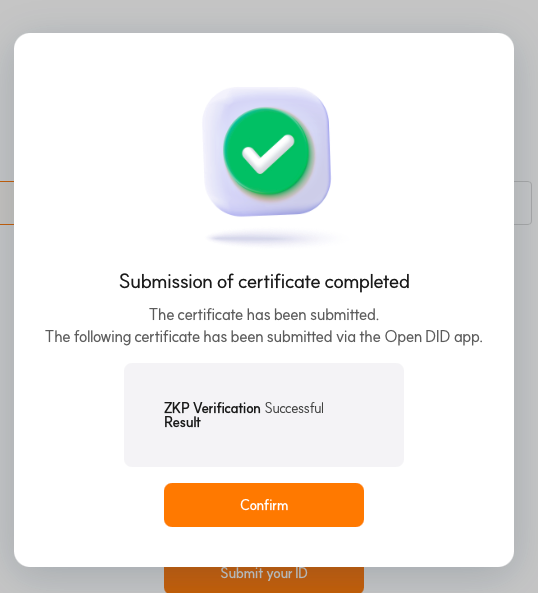 Submission of certificate completed
The certificate has been submitted.
The following certificate has been submitted via the Open DID app.
ZKP Verification Successful
Result
Confirm
Submit your ID